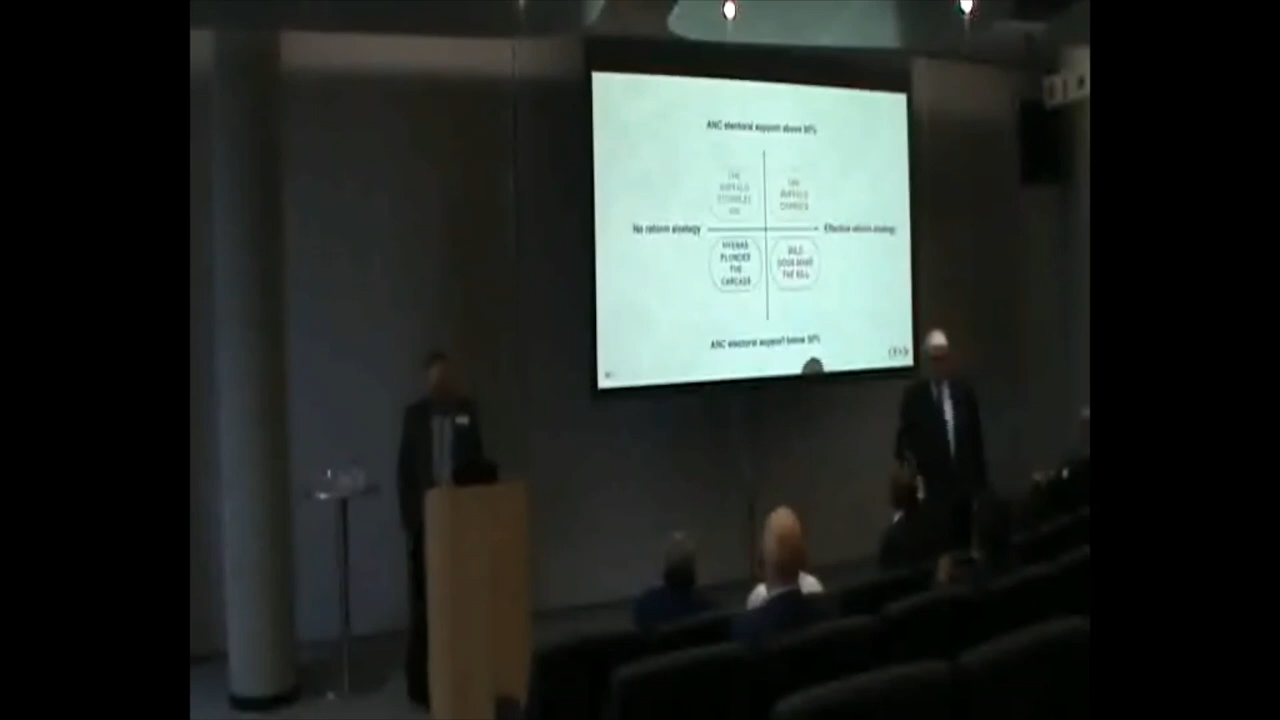 ANC electoral support above 50%
THE
BUFFALO
STUMBLES
ON
THE
BUFFALO
CHARGES
No reform strategy
Effective reform strategy
HYENAS
PLUNDER
THE
CARCASS
WILD
DOGS MAKE
THE KILL
ANC electoral support below 50%